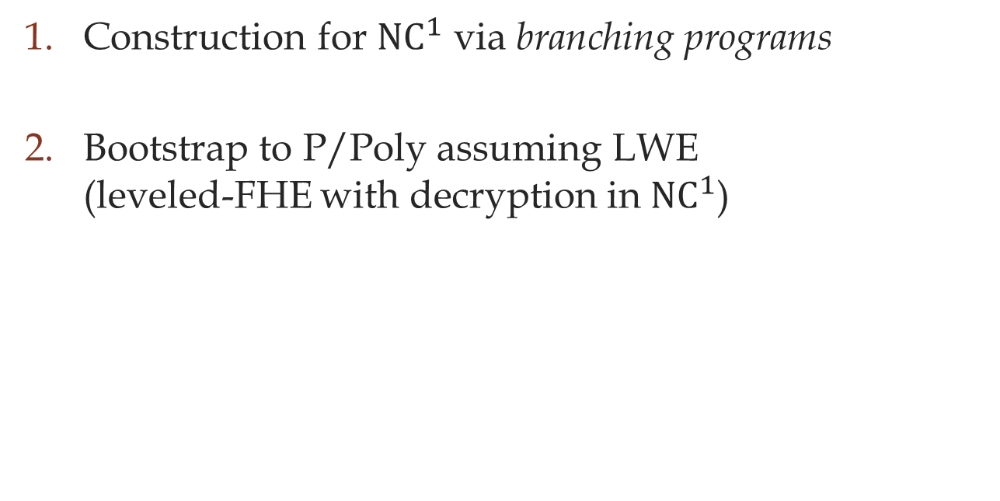 1. Construction for NC¹ via branching programs
2. Bootstrap to P/Poly assuming LWE
(leveled-FHE with decryption in NC¹)